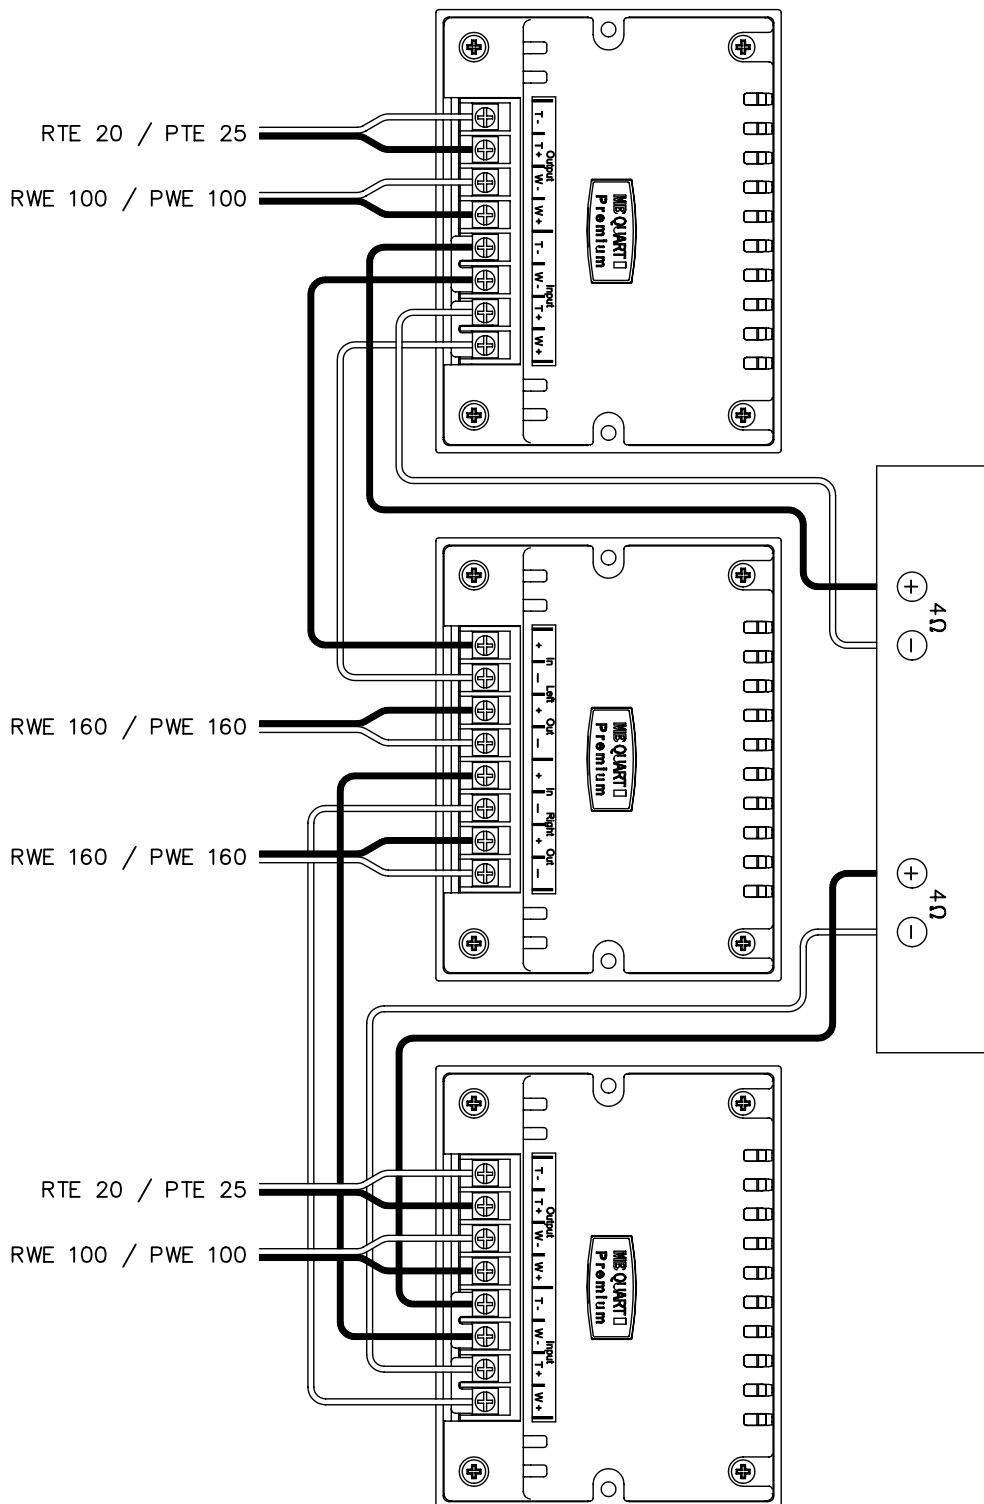 T-
RTE 20 / PTE 25
T+
Output
W-
RWE 100 / PWE 100
W+
MB QUART
Premium
T-
W-
Input
T+
W+
+
4Ω
−
+
In
−
Left
+
RWE 160 / PWE 160
Out
−
MB QUART
Premium
+
In
−
Right
+
RWE 160 / PWE 160
Out
−
+
4Ω
−
T-
RTE 20 / PTE 25
T+
Output
W-
RWE 100 / PWE 100
W+
MB QUART
Premium
T-
W-
Input
T+
W+